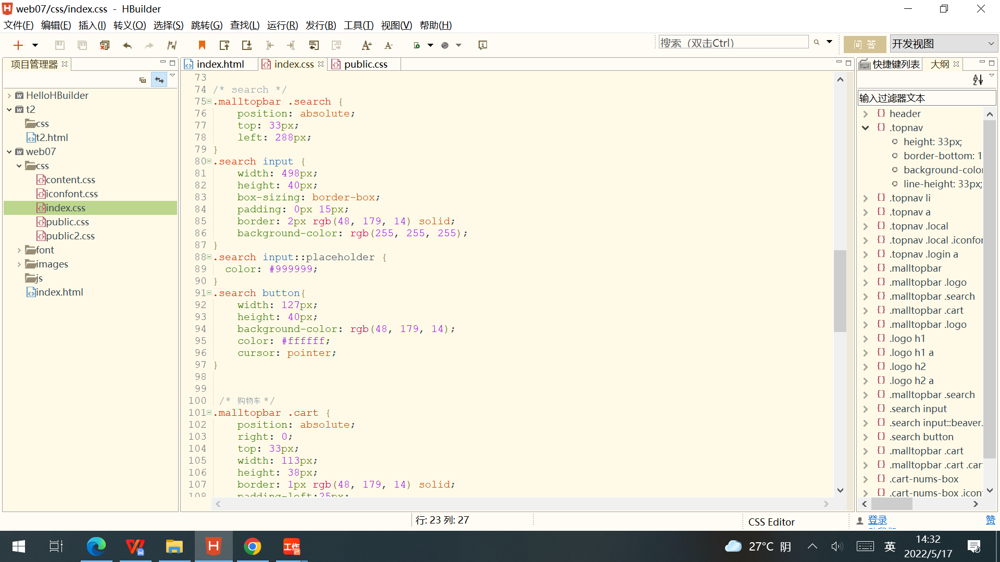 web07/css/index.css - HBuilder
文件(F) 编辑(E) 插入(I) 转义(O) 选择(S) 跳转(G) 查找(L) 运行(R) 发行(B) 工具(T) 视图(V) 帮助(H)
搜索（双击Ctrl）
问 答
开发视图
项目管理器
index.html
index.css
public.css
快捷键列表
大纲
HelloHBuilder
t2
css
t2.html
web07
css
content.css
iconfont.css
index.css
public.css
public2.css
font
images
js
index.html
73
74 /* search */
75 .malltopbar .search {
76 position: absolute;
77 top: 33px;
78 left: 288px;
79 }
80 .search input {
81 width: 498px;
82 height: 40px;
83 box-sizing: border-box;
84 padding: 0px 15px;
85 border: 2px rgb(48, 179, 14) solid;
86 background-color: rgb(255, 255, 255);
87 }
88 .search input::placeholder {
89 color: #999999;
90 }
91 .search button{
92 width: 127px;
93 height: 40px;
94 background-color: rgb(48, 179, 14);
95 color: #ffffff;
96 cursor: pointer;
97 }
98
99
100 /* 购物车 */
101 .malltopbar .cart {
102 position: absolute;
103 right: 0;
104 top: 33px;
105 width: 113px;
106 height: 38px;
107 border: 1px rgb(48, 179, 14) solid;
108 padding-left:25px;
输入过滤器文本
header
.topnav
height: 33px;
border-bottom: 1
background-color
line-height: 33px;
.topnav li
.topnav a
.topnav .local
.topnav .local .iconfor
.topnav .login a
.malltopbar
.malltopbar .logo
.malltopbar .search
.malltopbar .cart
.malltopbar .logo
.logo h1
.logo h1 a
.logo h2
.logo h2 a
.malltopbar .search
.search input
.search input::beaver.
.search button
.malltopbar .cart
.malltopbar .cart .car
.cart-nums-box
.cart-nums-box .icon
行: 23 列: 27
CSS Editor
登录
赞
27°C 阴
英
14:32
2022/5/17
工作